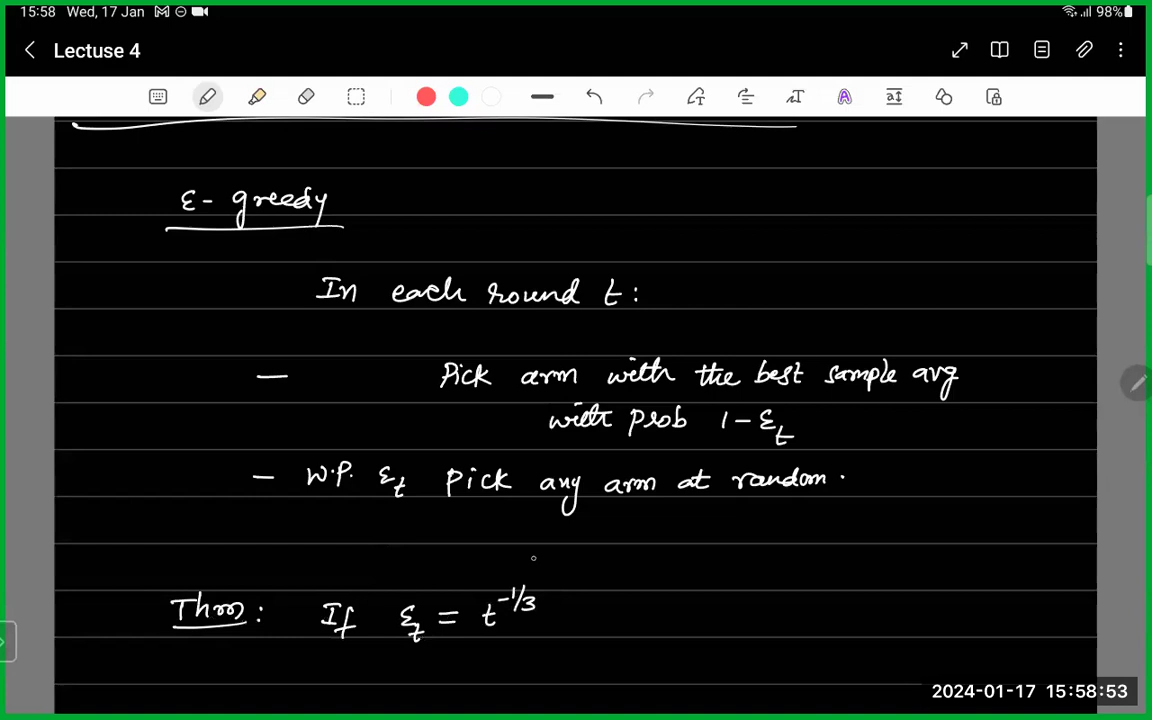 15:58 Wed, 17 Jan 98%
Lectuse 4
ε- greedy
In each round t:
— Pick arm with the best sample avg
with prob 1-ε_t
— W.P. ε_t pick any arm at random.
Thm: If ε_t = t^{-1/3}
2024-01-17 15:58:53